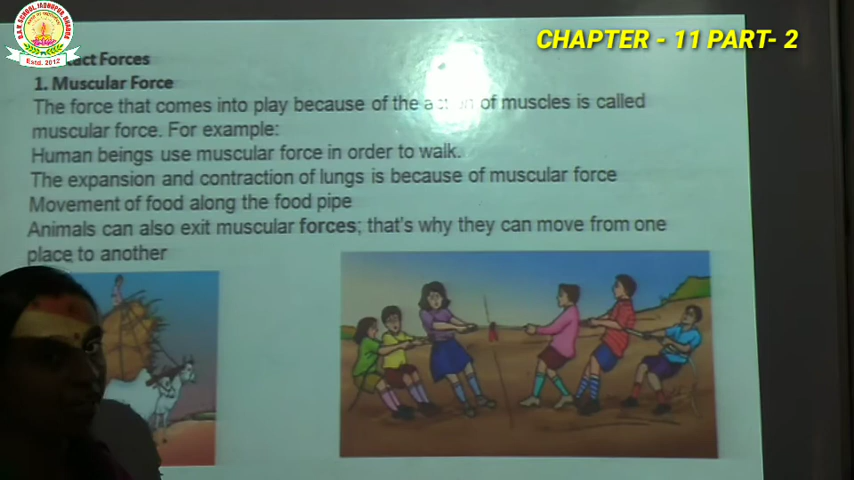 CHAPTER - 11 PART- 2
Forces
1. Muscular Force
The force that comes into play because of the action of muscles is called
muscular force. For example:
Human beings use muscular force in order to walk.
The expansion and contraction of lungs is because of muscular force
Movement of food along the food pipe
Animals can also exit muscular forces; that's why they can move from one
place to another
Estd. 2012